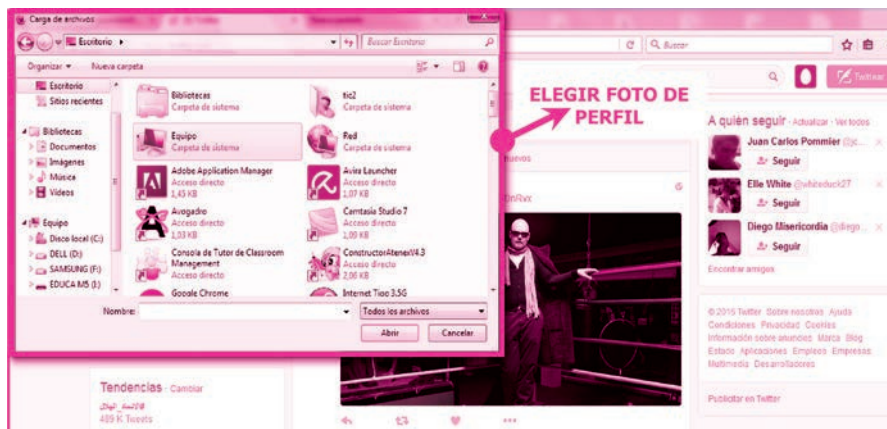 Carga de archivos
Escritorio
Buscar Escritorio
Organizar
Nueva carpeta
Escritorio
Sitios recientes
Bibliotecas
Documentos
Imágenes
Música
Vídeos
Equipo
Disco local (C:)
DELL (D:)
SAMSUNG (F:)
EDUCA M5 (I:)
Bibliotecas
Carpeta de sistema
tic2
Carpeta de sistema
Equipo
Carpeta de sistema
Red
Carpeta de sistema
Adobe Application Manager
Acceso directo
1,45 KB
Avira Launcher
Acceso directo
1,07 KB
Avogadro
Acceso directo
1,03 KB
Camtasia Studio 7
Acceso directo
1,00 KB
Consola de Tutor de Classroom
Management
Acceso directo
ConstructorAtenexV4.3
Acceso directo
2,06 KB
Google Chrome
Internet Tigo 3.5G
Nombre:
Todos los archivos
Abrir
Cancelar
Buscar
Twittear
ELEGIR FOTO DE
PERFIL
nuevos
A quién seguir · Actualizar · Ver todos
Juan Carlos Pommier
Seguir
Elle White @whiteduck27
Seguir
Diego Misericordia @diego...
Seguir
Encontrar amigos
© 2015 Twitter Sobre nosotros Ayuda
Condiciones Privacidad Cookies
Información sobre anuncios Marca Blog
Estado Aplicaciones Empleos Empresas
Multimedia Desarrolladores
Publicitar en Twitter
Tendencias · Cambiar
K Tweets